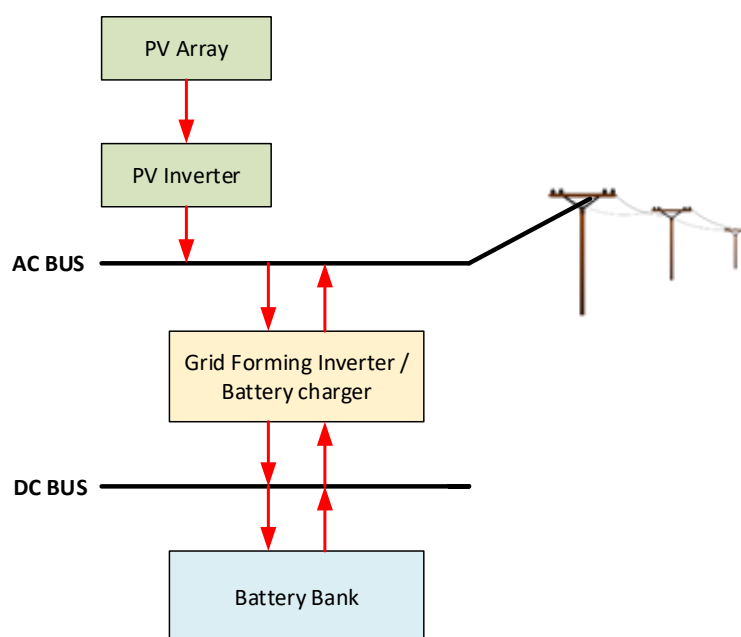 PV Array
PV Inverter
AC BUS
Grid Forming Inverter /
Battery charger
DC BUS
Battery Bank